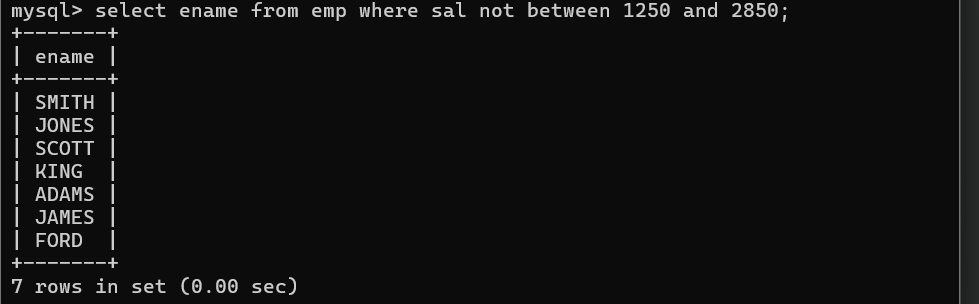 mysql> select ename from emp where sal not between 1250 and 2850;
+-------+
| ename |
+-------+
| SMITH |
| JONES |
| SCOTT |
| KING  |
| ADAMS |
| JAMES |
| FORD  |
+-------+
7 rows in set (0.00 sec)